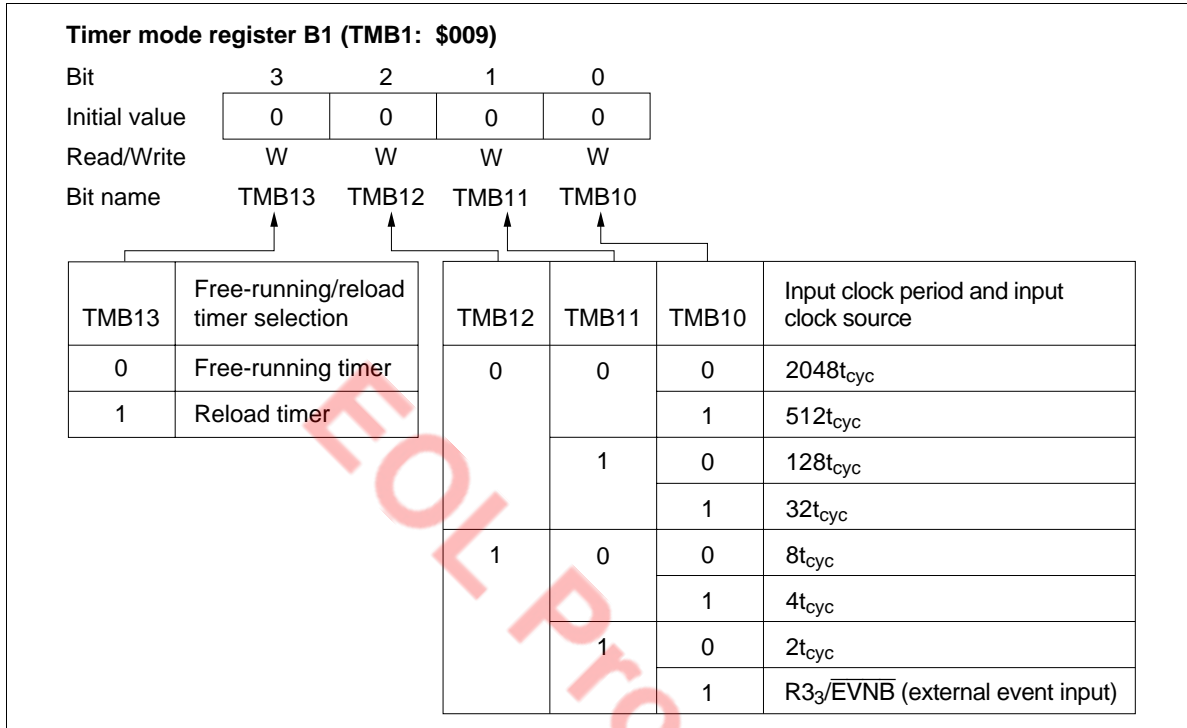 Timer mode register B1 (TMB1: $009)
Bit 3 2 1 0
Initial value 0 0 0 0
Read/Write W W W W
Bit name TMB13 TMB12 TMB11 TMB10
TMB13 Free-running/reload timer selection
0 Free-running timer
1 Reload timer
TMB12 TMB11 TMB10 Input clock period and input clock source
0 0 0 2048tcyc
1 512tcyc
1 0 128tcyc
1 32tcyc
1 0 0 8tcyc
1 4tcyc
1 0 2tcyc
1 R33/EVNB (external event input)
EOL Pro